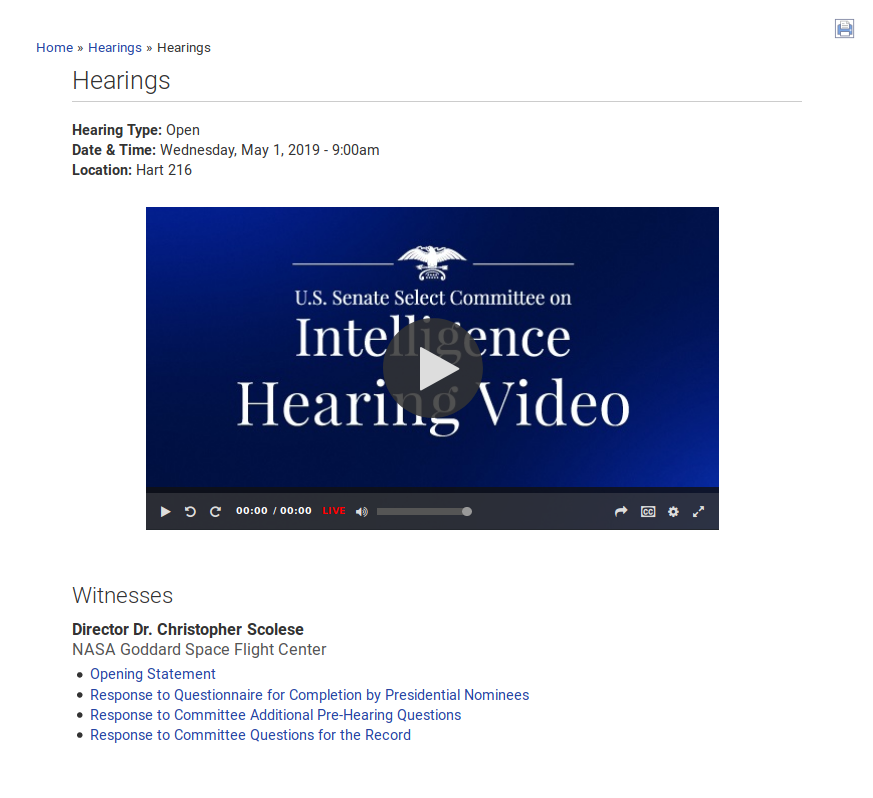 Home » Hearings » Hearings
Hearings
Hearing Type: Open
Date & Time: Wednesday, May 1, 2019 - 9:00am
Location: Hart 216
U.S. Senate Select Committee on
Intelligence
Hearing Video
00:00 / 00:00 LIVE
CC
Witnesses
Director Dr. Christopher Scolese
NASA Goddard Space Flight Center
• Opening Statement
• Response to Questionnaire for Completion by Presidential Nominees
• Response to Committee Additional Pre-Hearing Questions
• Response to Committee Questions for the Record